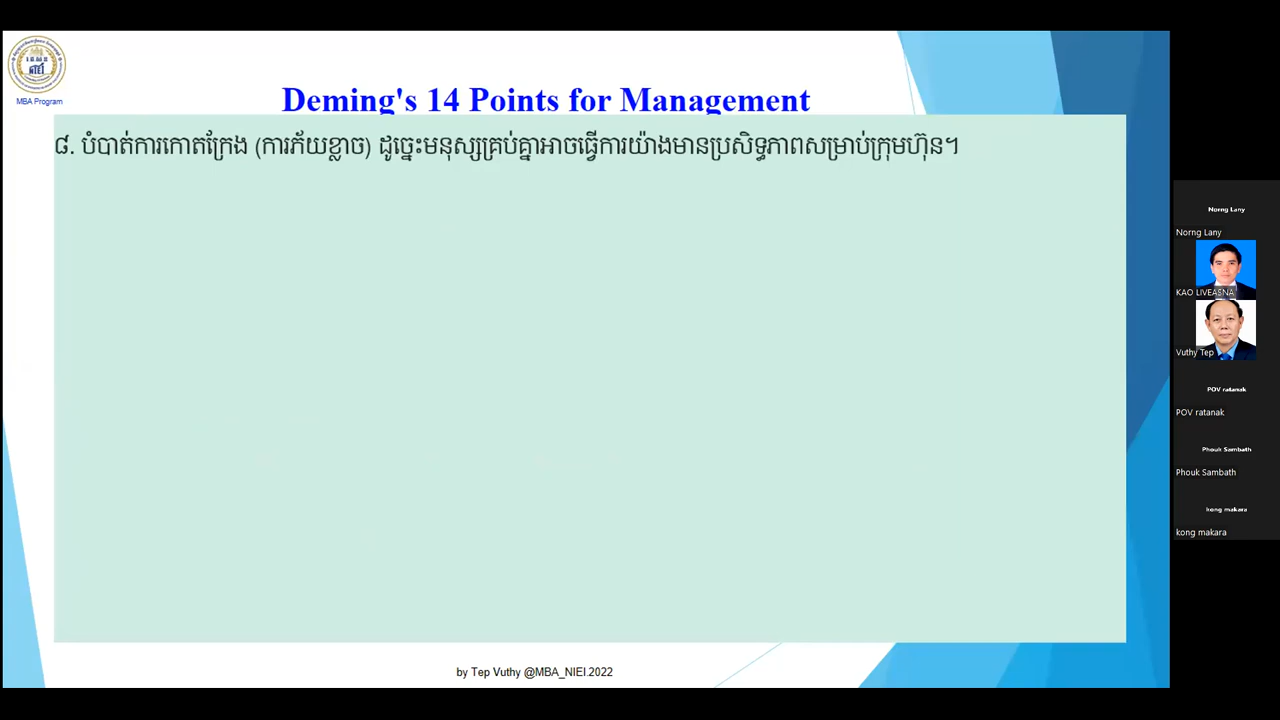 NIEI
MBA Program
Deming's 14 Points for Management
៨. បំបាត់ការកោតក្រែង (ការភ័យខ្លាច) ដូច្នេះមនុស្សគ្រប់គ្នាអាចធ្វើការយ៉ាងមានប្រសិទ្ធភាពសម្រាប់ក្រុមហ៊ុន។
by Tep Vuthy @MBA_NIEI.2022
Norng Lany
Norng Lany
KAO LIVEASNA
Vuthy Tep
POV ratanak
POV ratanak
Phouk Sambath
Phouk Sambath
kong makara
kong makara